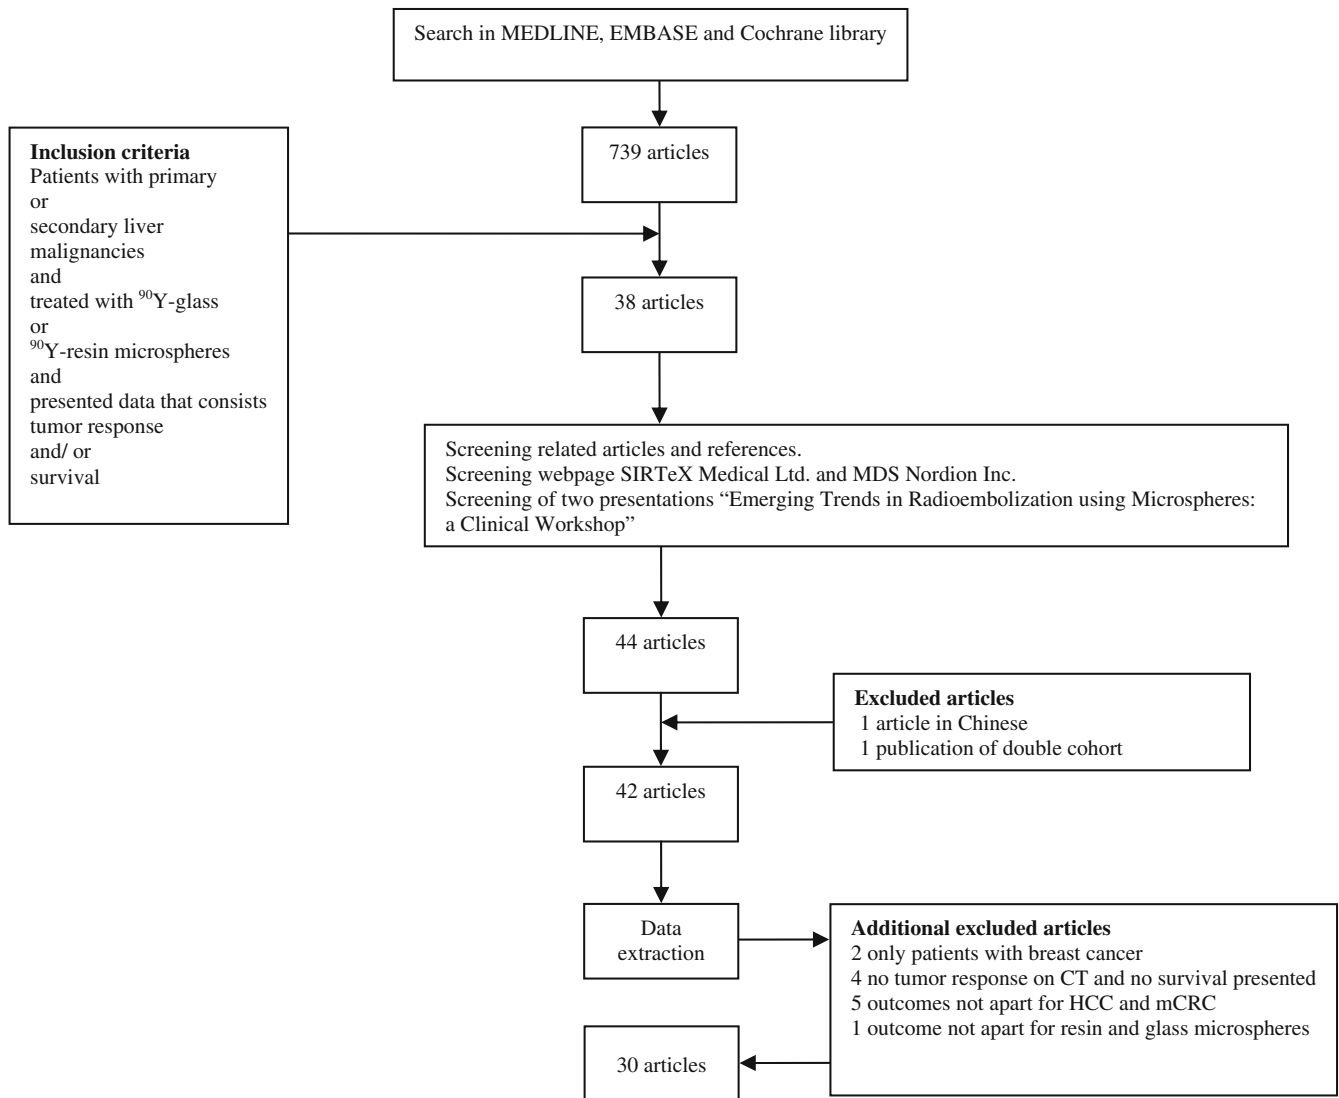 Search in MEDLINE, EMBASE and Cochrane library
739 articles
Inclusion criteria
Patients with primary
or
secondary liver
malignancies
and
treated with ⁹⁰Y-glass
or
⁹⁰Y-resin microspheres
and
presented data that consists
tumor response
and/ or
survival
38 articles
Screening related articles and references.
Screening webpage SIRTeX Medical Ltd. and MDS Nordion Inc.
Screening of two presentations “Emerging Trends in Radioembolization using Microspheres:
a Clinical Workshop”
44 articles
Excluded articles
1 article in Chinese
1 publication of double cohort
42 articles
Data
extraction
Additional excluded articles
2 only patients with breast cancer
4 no tumor response on CT and no survival presented
5 outcomes not apart for HCC and mCRC
1 outcome not apart for resin and glass microspheres
30 articles